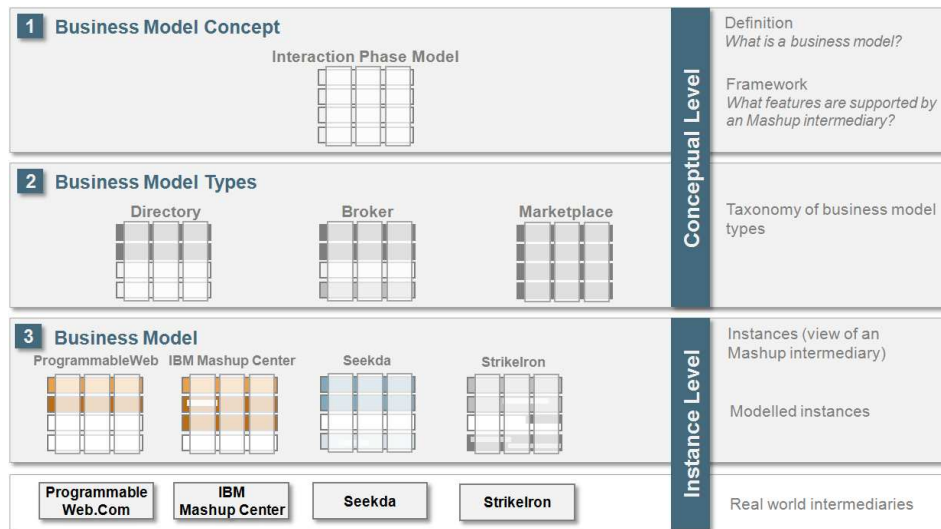 1 Business Model Concept
Interaction Phase Model
Definition
What is a business model?
Framework
What features are supported by
an Mashup intermediary?
Conceptual Level
2 Business Model Types
Directory Broker Marketplace
Taxonomy of business model
types
3 Business Model
ProgrammableWeb IBM Mashup Center Seekda StrikeIron
Instances (view of an
Mashup intermediary)
Modelled instances
Instance Level
Programmable
Web.Com
IBM
Mashup Center
Seekda
StrikeIron
Real world intermediaries